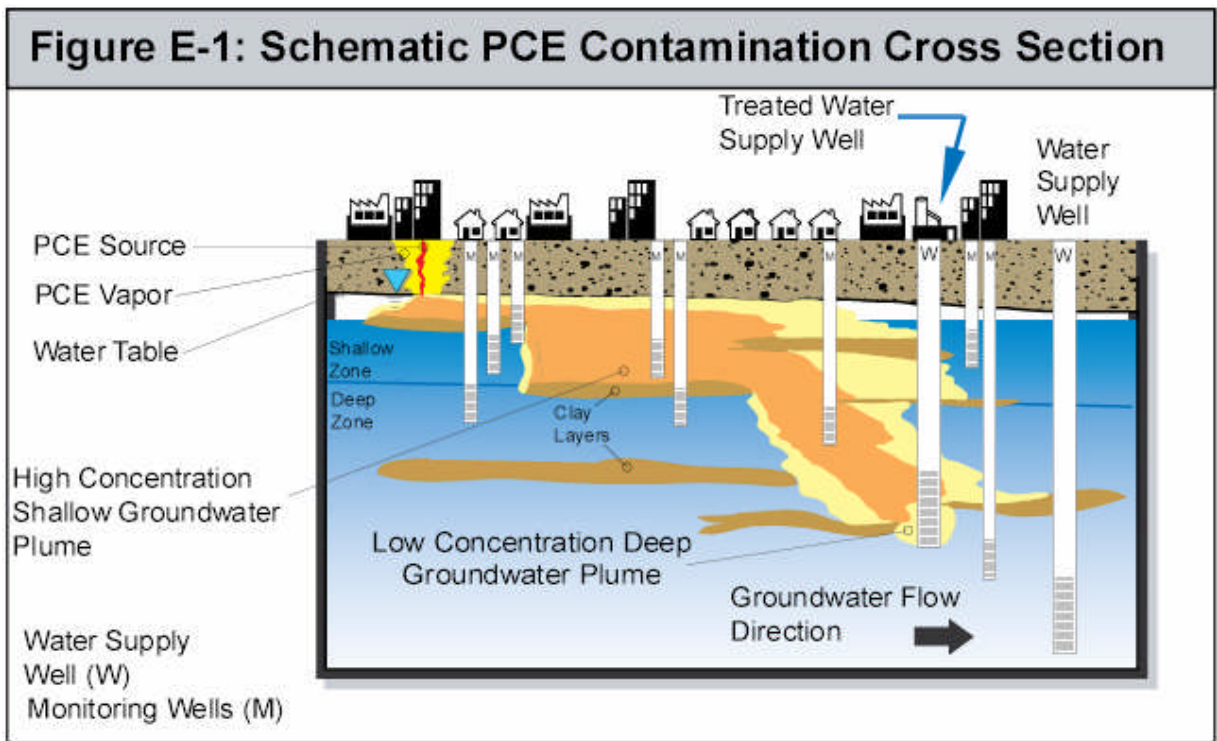 Figure E-1: Schematic PCE Contamination Cross Section
Treated Water
Supply Well
Water
Supply
Well
PCE Source
PCE Vapor
Water Table
M
M
M
M
M
M
W
M
M
W
Shallow
Zone
Deep
Zone
Clay
Layers
High Concentration
Shallow Groundwater
Plume
Low Concentration Deep
Groundwater Plume
Groundwater Flow
Direction
Water Supply
Well (W)
Monitoring Wells (M)